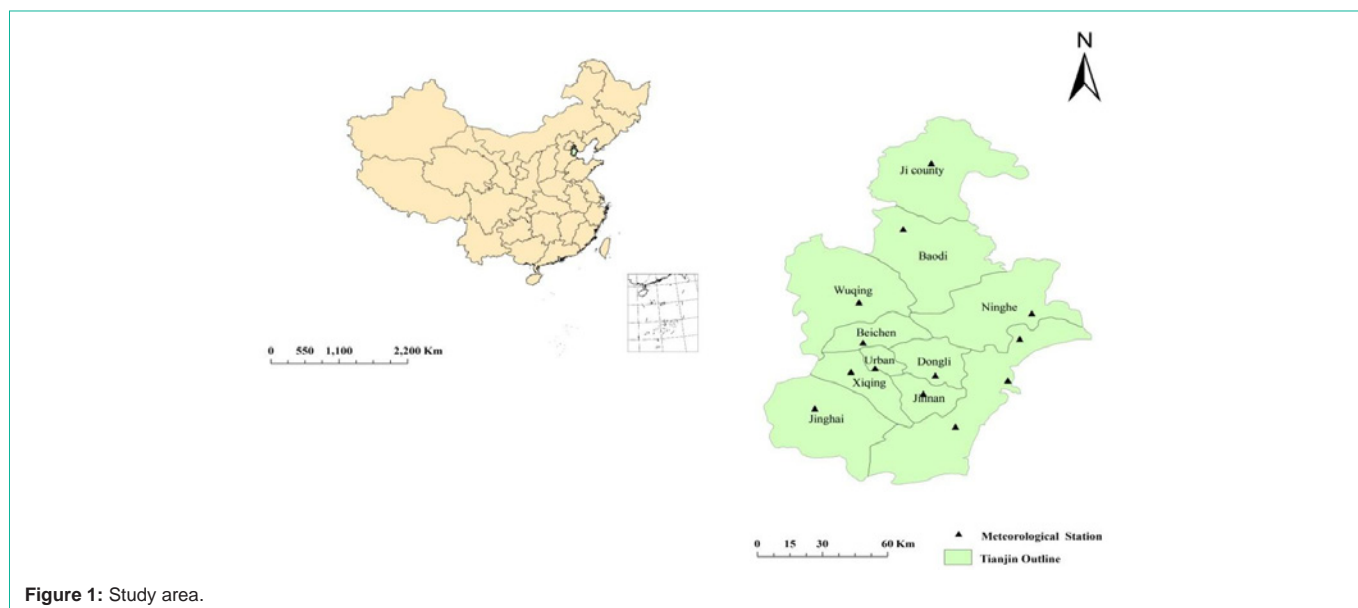 N
Ji county
Baodi
Wuqing
Ninghe
Beichen
Urban
Dongli
Xiqing
Jinnan
Jinghai
0 550 1,100 2,200 Km
0 15 30 60 Km
Meteorological Station
Tianjin Outline
Figure 1: Study area.